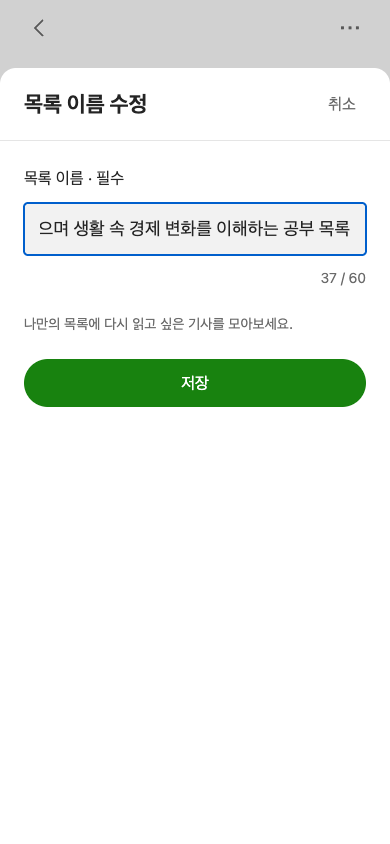 목록 이름 수정
취소
목록 이름 · 필수
으며 생활 속 경제 변화를 이해하는 공부 목록
37 / 60
나만의 목록에 다시 읽고 싶은 기사를 모아보세요.
저장